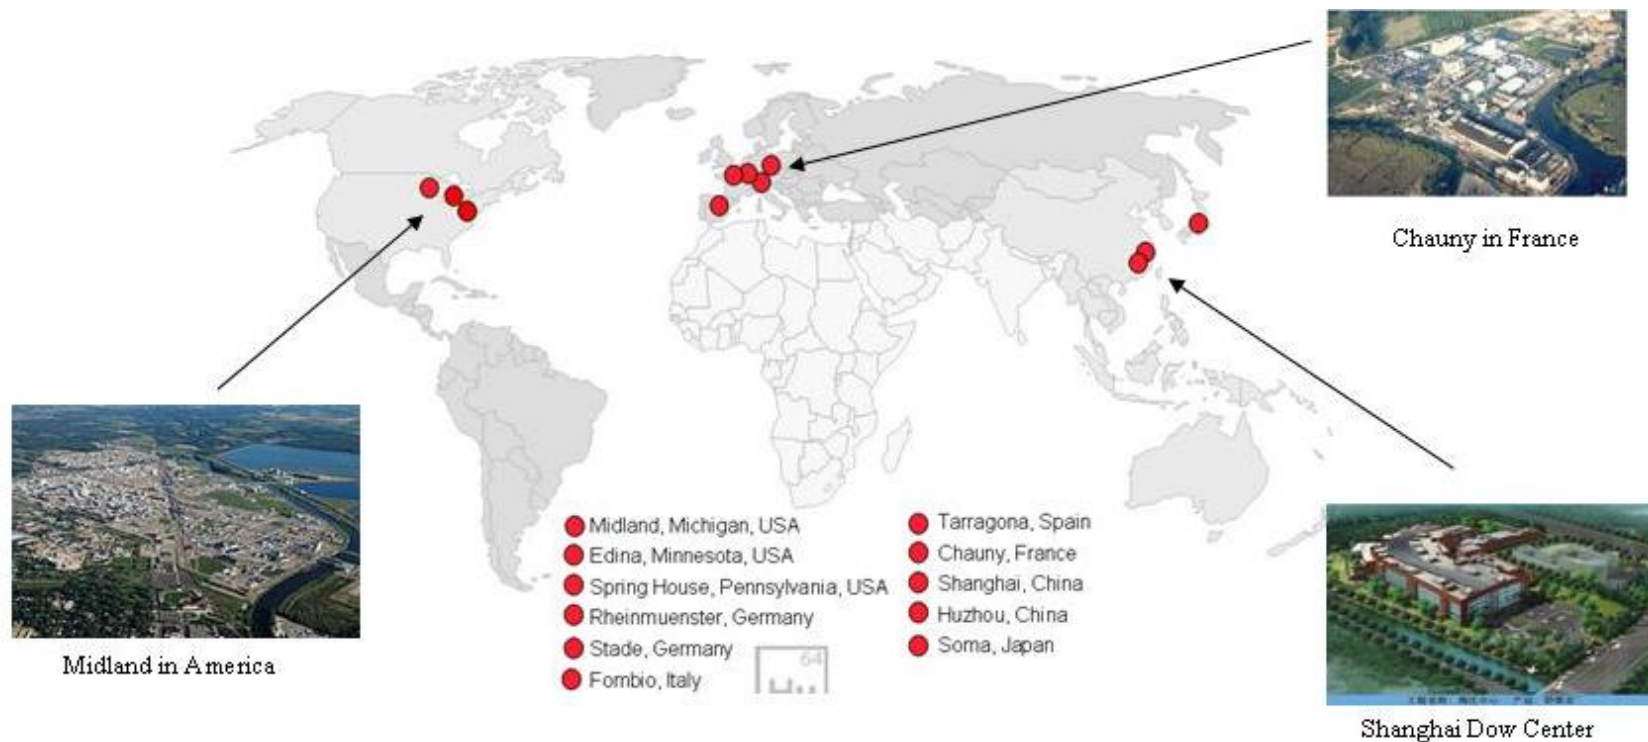 Chauny in France
Midland, Michigan, USA
Edina, Minnesota, USA
Spring House, Pennsylvania, USA
Rheinmuenster, Germany
Stade, Germany
Fombio, Italy
64
Tarragona, Spain
Chauny, France
Shanghai, China
Huzhou, China
Soma, Japan
Midland in America
Shanghai Dow Center